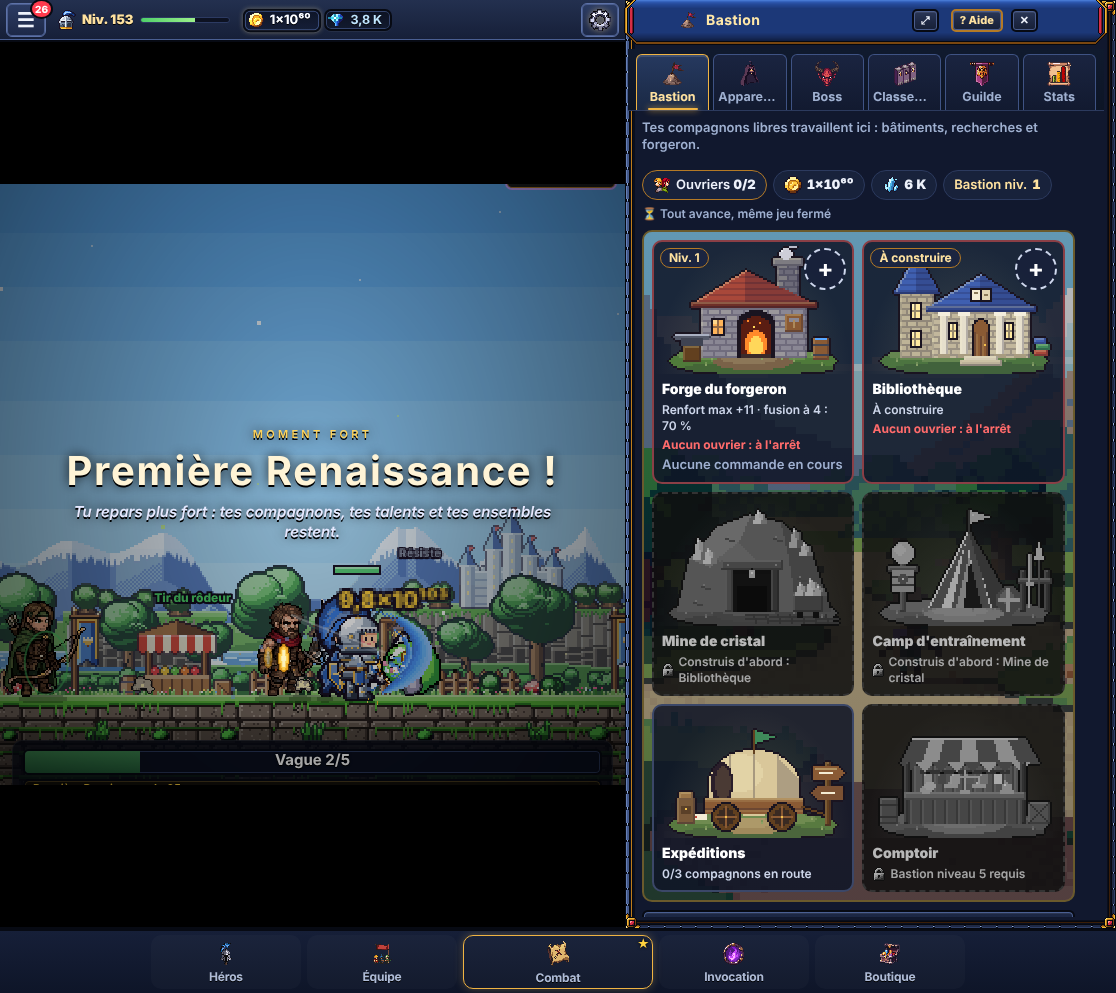 26
Niv. 153
1×10⁶⁰
3,8 K
Bastion
? Aide
Bastion
Appare...
Boss
Classe...
Guilde
Stats
Tes compagnons libres travaillent ici : bâtiments, recherches et
forgeron.
Ouvriers 0/2
1×10⁶⁰
6 K
Bastion niv. 1
Tout avance, même jeu fermé
Niv. 1
Forge du forgeron
Renfort max +11 · fusion à 4 :
70 %
Aucun ouvrier : à l'arrêt
Aucune commande en cours
À construire
Bibliothèque
À construire
Aucun ouvrier : à l'arrêt
Mine de cristal
Construis d'abord :
Bibliothèque
Camp d'entraînement
Construis d'abord : Mine de
cristal
Expéditions
0/3 compagnons en route
Comptoir
Bastion niveau 5 requis
MOMENT FORT
Première Renaissance !
Tu repars plus fort : tes compagnons, tes talents et tes ensembles
restent.
Résiste
Tir du rôdeur
Vague 2/5
Héros
Équipe
Combat
Invocation
Boutique